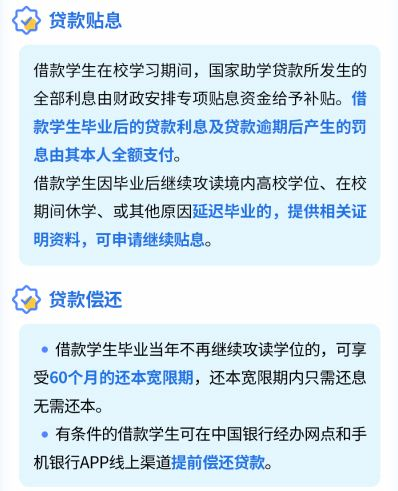 贷款贴息
借款学生在校学习期间，国家助学贷款所发生的
全部利息由财政安排专项贴息资金给予补贴。借
款学生毕业后的贷款利息及贷款逾期后产生的罚
息由其本人全额支付。
借款学生因毕业后继续攻读境内高校学位、在校
期间休学、或其他原因延迟毕业的，提供相关证
明资料，可申请继续贴息。
贷款偿还
• 借款学生毕业当年不再继续攻读学位的，可享
受60个月的还本宽限期，还本宽限期内只需还息
无需还本。
• 有条件的借款学生可在中国银行经办网点和手
机银行APP线上渠道提前偿还贷款。